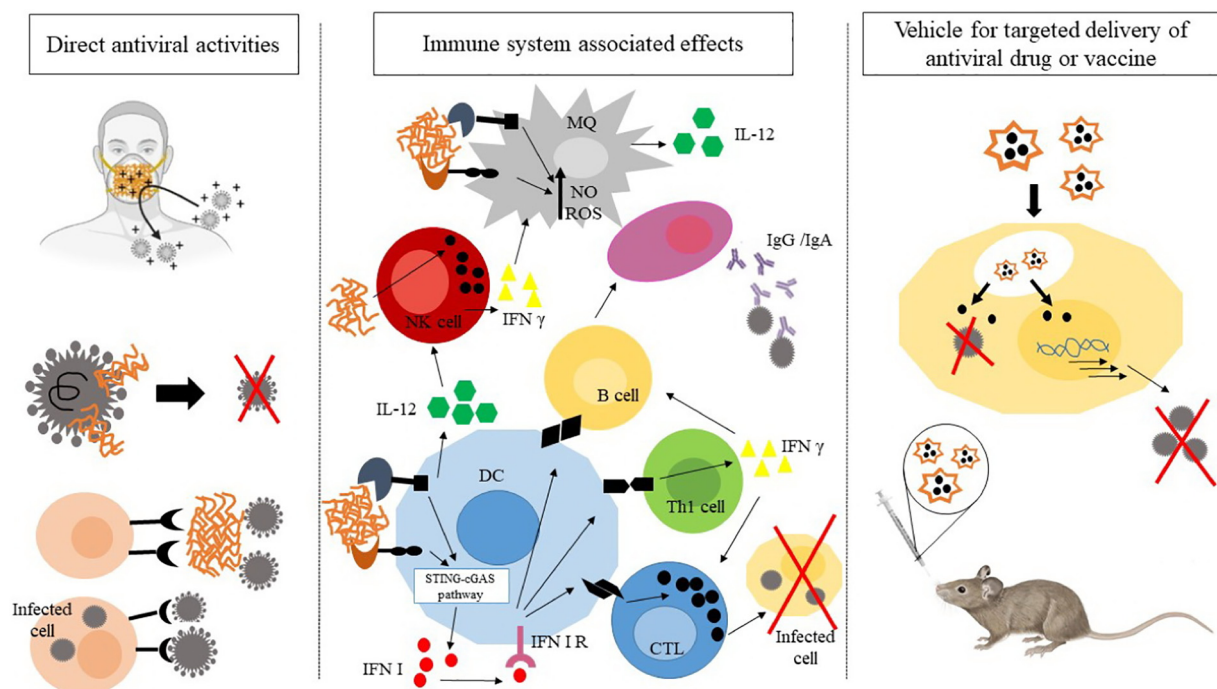 Direct antiviral activities
Infected
cell
Immune system associated effects
MQ
IL-12
NO
ROS
IgG /IgA
NK cell
IFN γ
B cell
IL-12
DC
IFN γ
Th1 cell
STING-cGAS
pathway
IFN I R
IFN I
CTL
Infected
cell
Vehicle for targeted delivery of
antiviral drug or vaccine